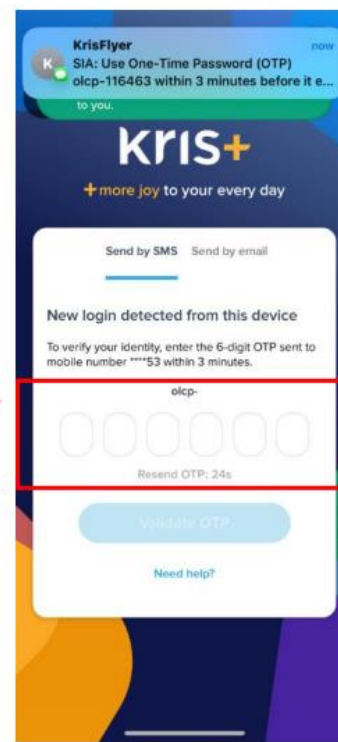 KrisFlyer now
SIA: Use One-Time Password (OTP)
olcp-116463 within 3 minutes before it e...
to you.
kris+
+more joy to your every day
Send by SMS Send by email
New login detected from this device
To verify your identity, enter the 6-digit OTP sent to
mobile number ****53 within 3 minutes.
olcp-
Resend OTP: 24s
Validate OTP
Need help?